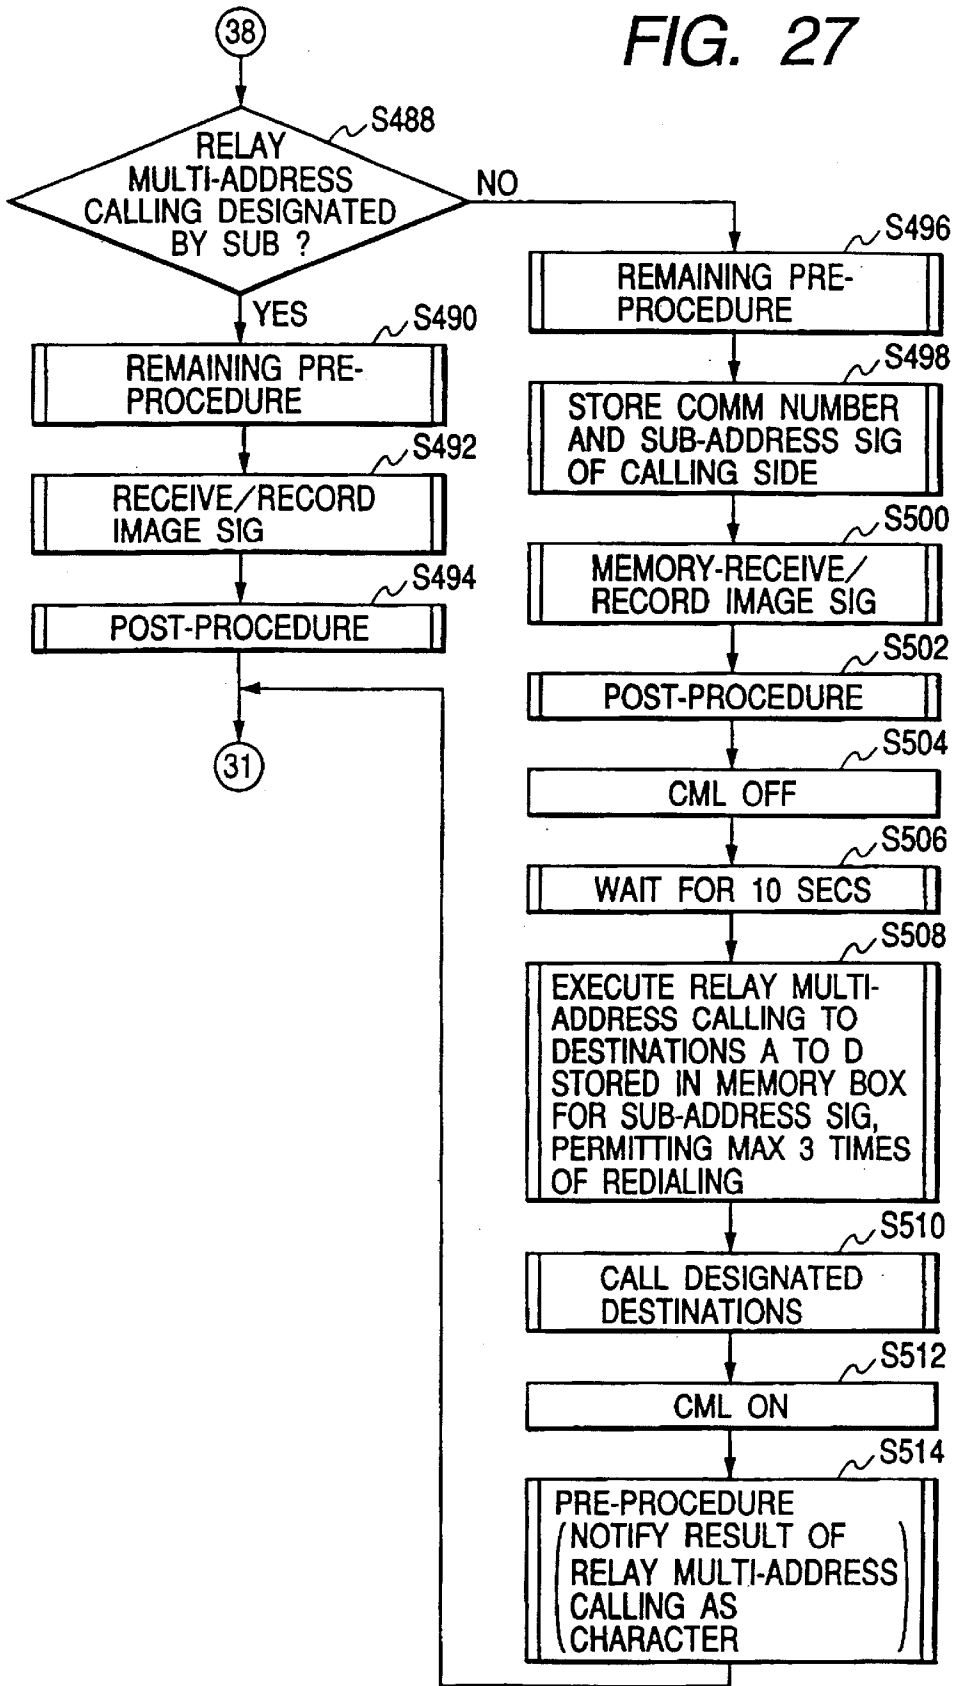 FIG. 27
38
S488
RELAY
MULTI-ADDRESS
CALLING DESIGNATED
BY SUB ?
NO
YES
S490
REMAINING PRE-
PROCEDURE
S492
RECEIVE/RECORD
IMAGE SIG
S494
POST-PROCEDURE
31
S496
REMAINING PRE-
PROCEDURE
S498
STORE COMM NUMBER
AND SUB-ADDRESS SIG
OF CALLING SIDE
S500
MEMORY-RECEIVE/
RECORD IMAGE SIG
S502
POST-PROCEDURE
S504
CML OFF
S506
WAIT FOR 10 SECS
S508
EXECUTE RELAY MULTI-
ADDRESS CALLING TO
DESTINATIONS A TO D
STORED IN MEMORY BOX
FOR SUB-ADDRESS SIG,
PERMITTING MAX 3 TIMES
OF REDIALING
S510
CALL DESIGNATED
DESTINATIONS
S512
CML ON
S514
PRE-PROCEDURE
(NOTIFY RESULT OF
RELAY MULTI-ADDRESS
CALLING AS
CHARACTER)